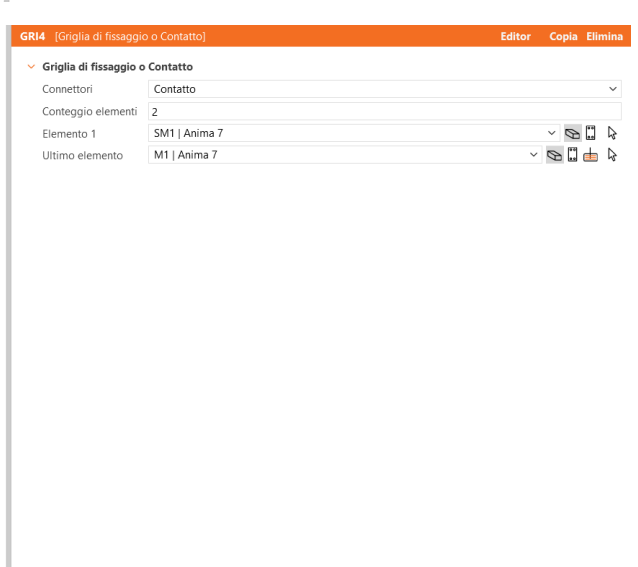 GRI4 [Griglia di fissaggio o Contatto] Editor Copia Elimina
Griglia di fissaggio o Contatto
Connettori Contatto
Conteggio elementi 2
Elemento 1 SM1 | Anima 7
Ultimo elemento M1 | Anima 7